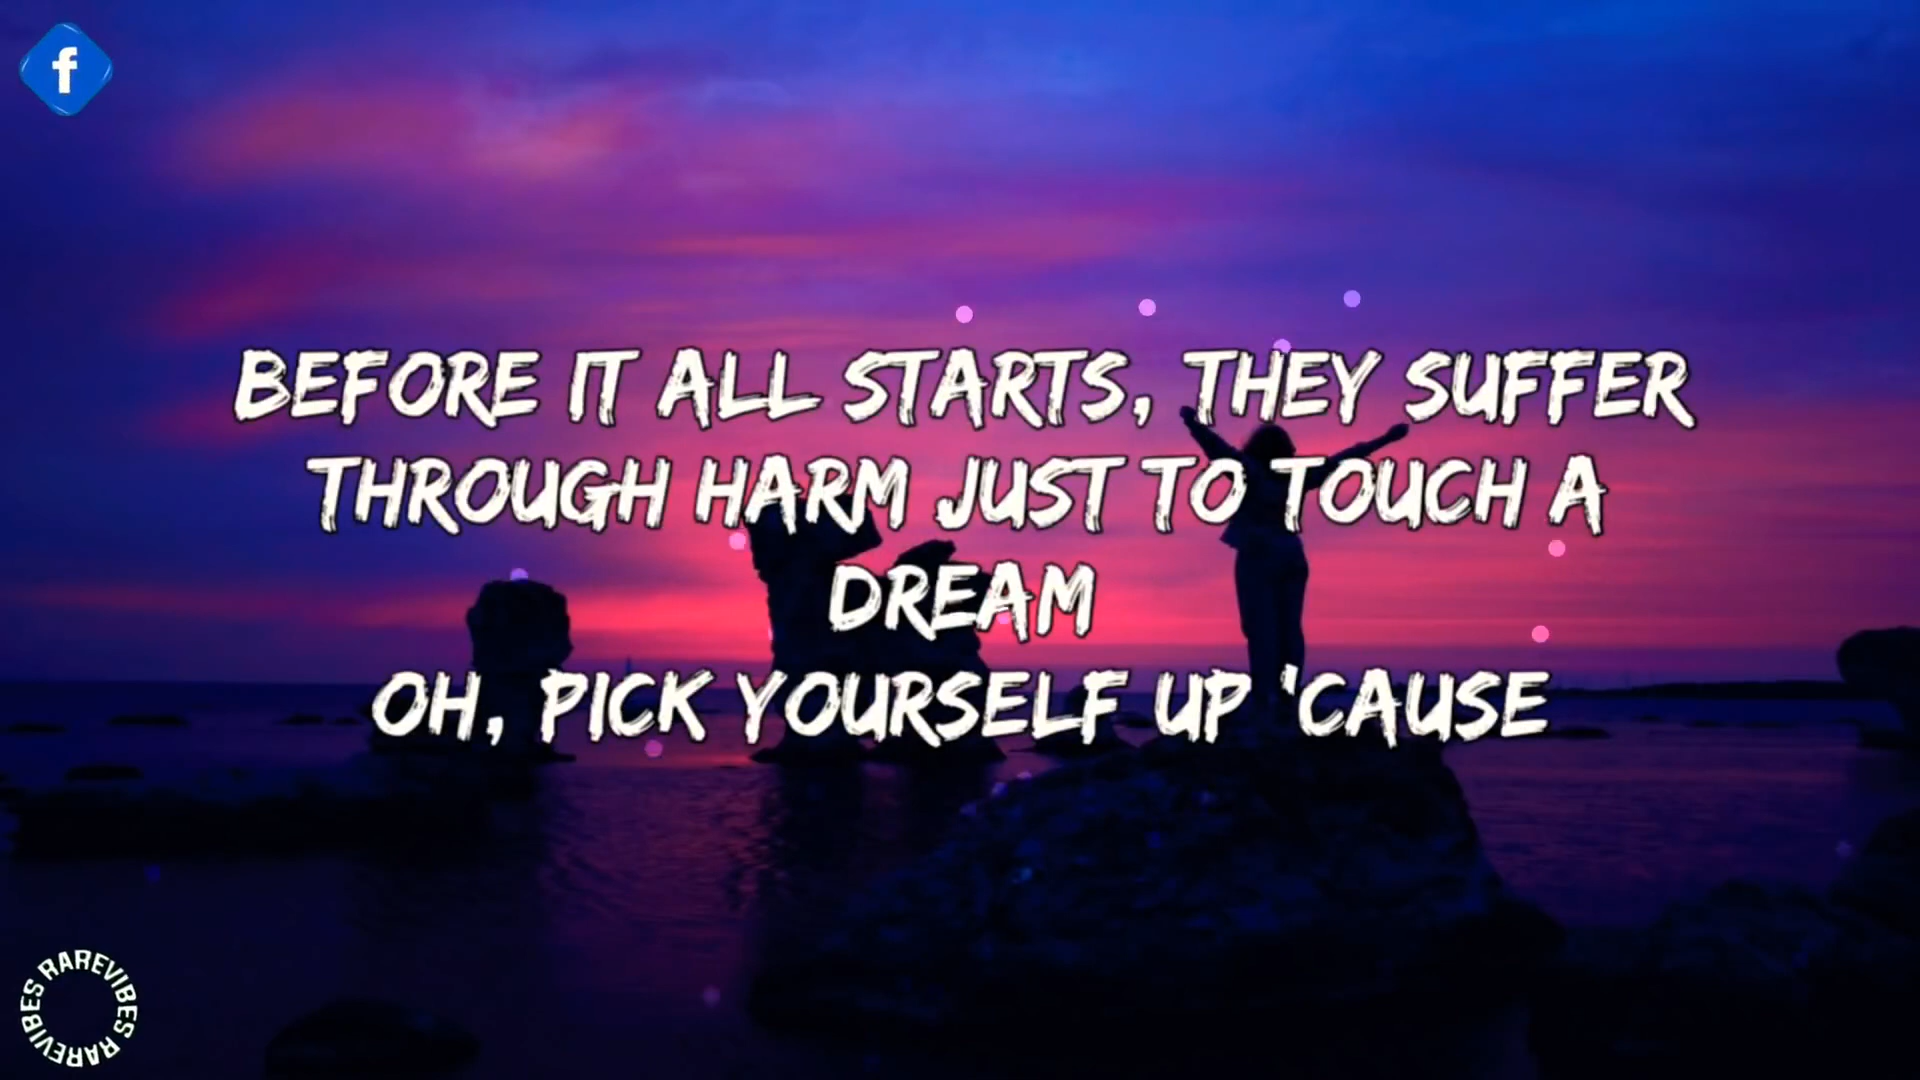 f
BEFORE IT ALL STARTS, THEY SUFFER
THROUGH HARM JUST TO TOUCH A
DREAM
OH, PICK YOURSELF UP 'CAUSE
RAREVIBES RAREVIBES